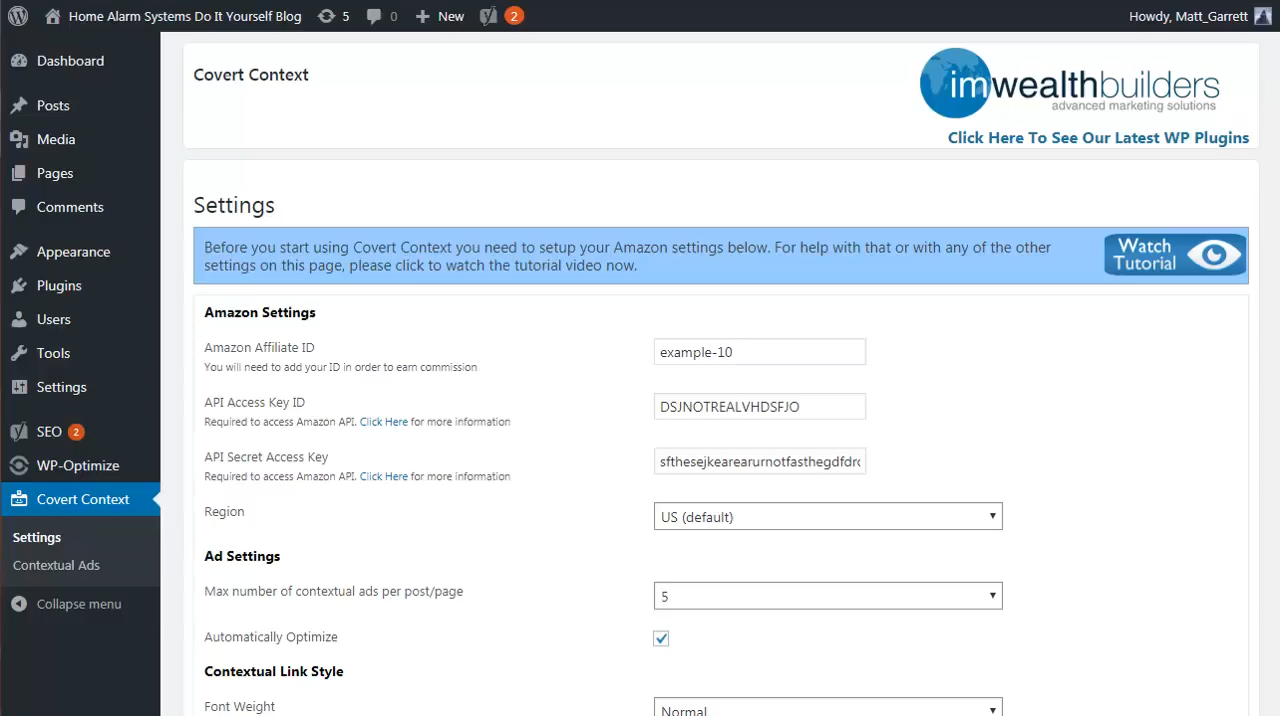 Home Alarm Systems Do It Yourself Blog 5 0 New 2 Howdy, Matt_Garrett
Dashboard
Posts
Media
Pages
Comments
Appearance
Plugins
Users
Tools
Settings
SEO 2
WP-Optimize
Covert Context
Settings
Contextual Ads
Collapse menu
Covert Context
imwealthbuilders
advanced marketing solutions
Click Here To See Our Latest WP Plugins
Settings
Before you start using Covert Context you need to setup your Amazon settings below. For help with that or with any of the other
settings on this page, please click to watch the tutorial video now.
Watch
Tutorial
Amazon Settings
Amazon Affiliate ID
example-10
You will need to add your ID in order to earn commission
API Access Key ID
DSJNOTREALVHDSFJO
Required to access Amazon API. Click Here for more information
API Secret Access Key
Required to access Amazon API. Click Here for more information
Region
US (default)
Ad Settings
Max number of contextual ads per post/page
5
Automatically Optimize
Contextual Link Style
Font Weight
Normal